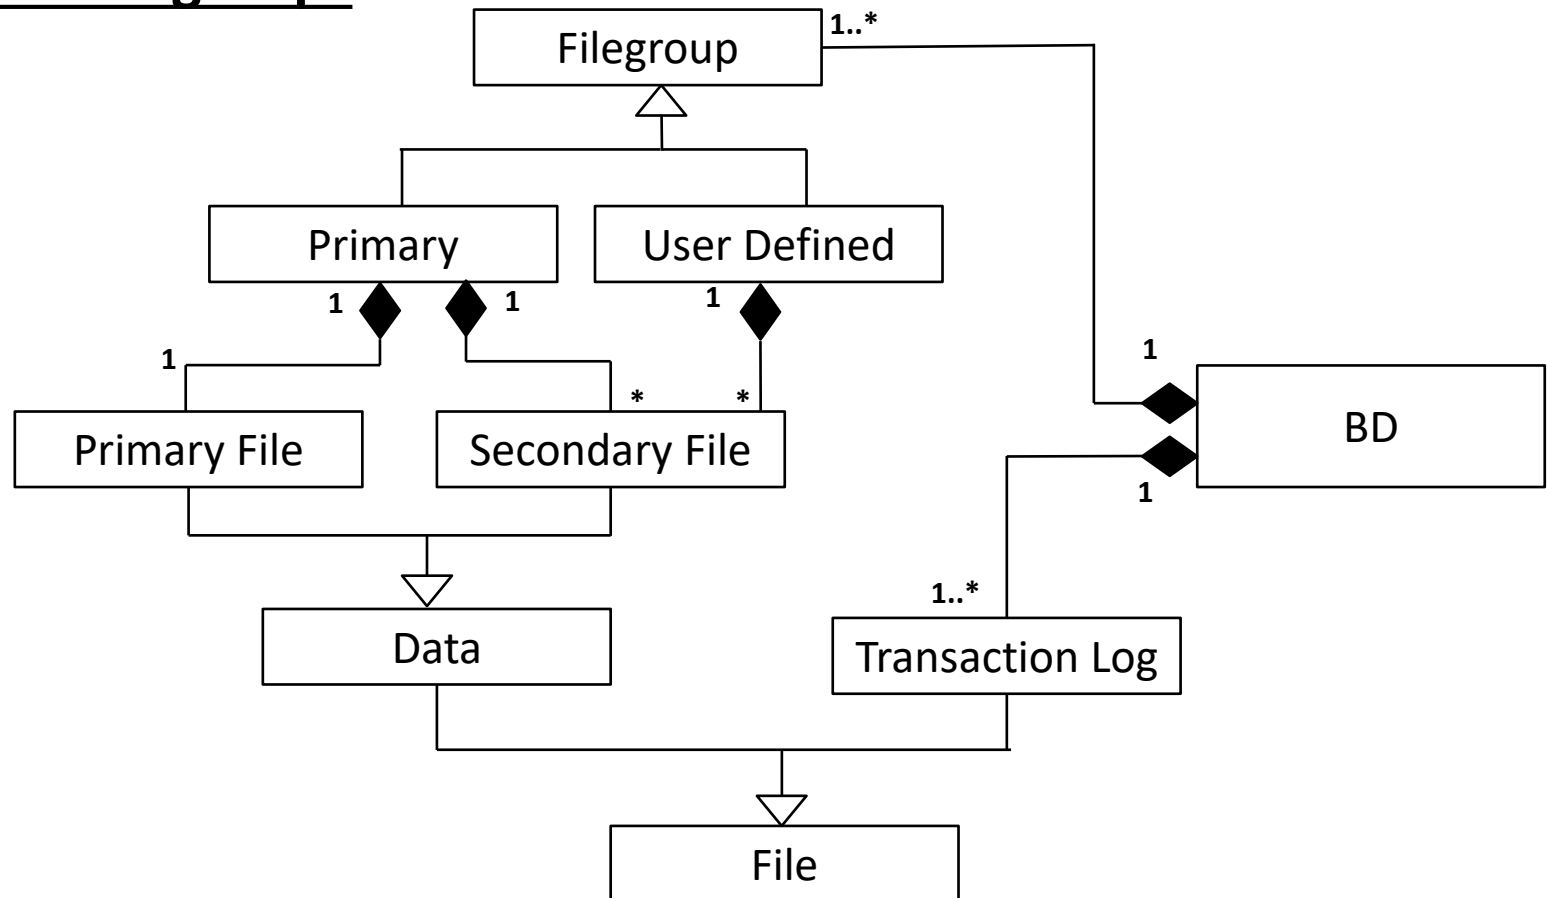 Filegroup
1..*
Primary
User Defined
1
1
1
1
1
*
*
Primary File
Secondary File
BD
1
1..*
Data
Transaction Log
File